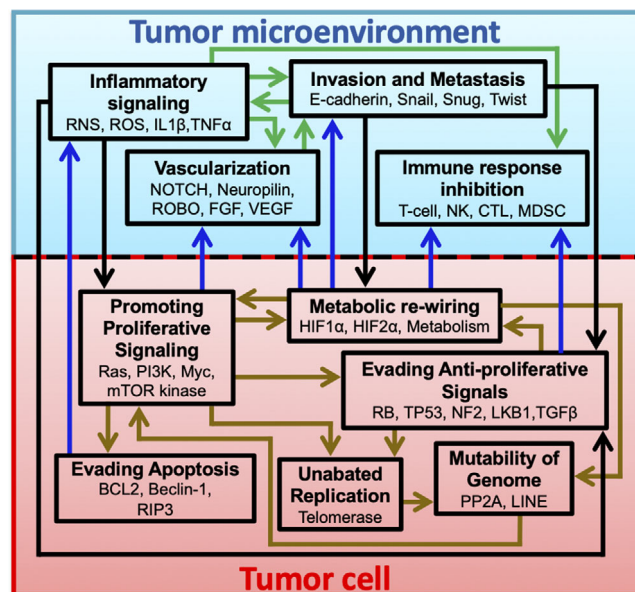 Tumor microenvironment
Inflammatory
signaling
RNS, ROS, IL1β,TNFα
Invasion and Metastasis
E-cadherin, Snail, Snug, Twist
Vascularization
NOTCH, Neuropilin,
ROBO, FGF, VEGF
Immune response
inhibition
T-cell, NK, CTL, MDSC
Promoting
Proliferative
Signaling
Ras, PI3K, Myc,
mTOR kinase
Metabolic re-wiring
HIF1α, HIF2α, Metabolism
Evading Anti-proliferative
Signals
RB, TP53, NF2, LKB1,TGFβ
Evading Apoptosis
BCL2, Beclin-1,
RIP3
Unabated
Replication
Telomerase
Mutability of
Genome
PP2A, LINE
Tumor cell